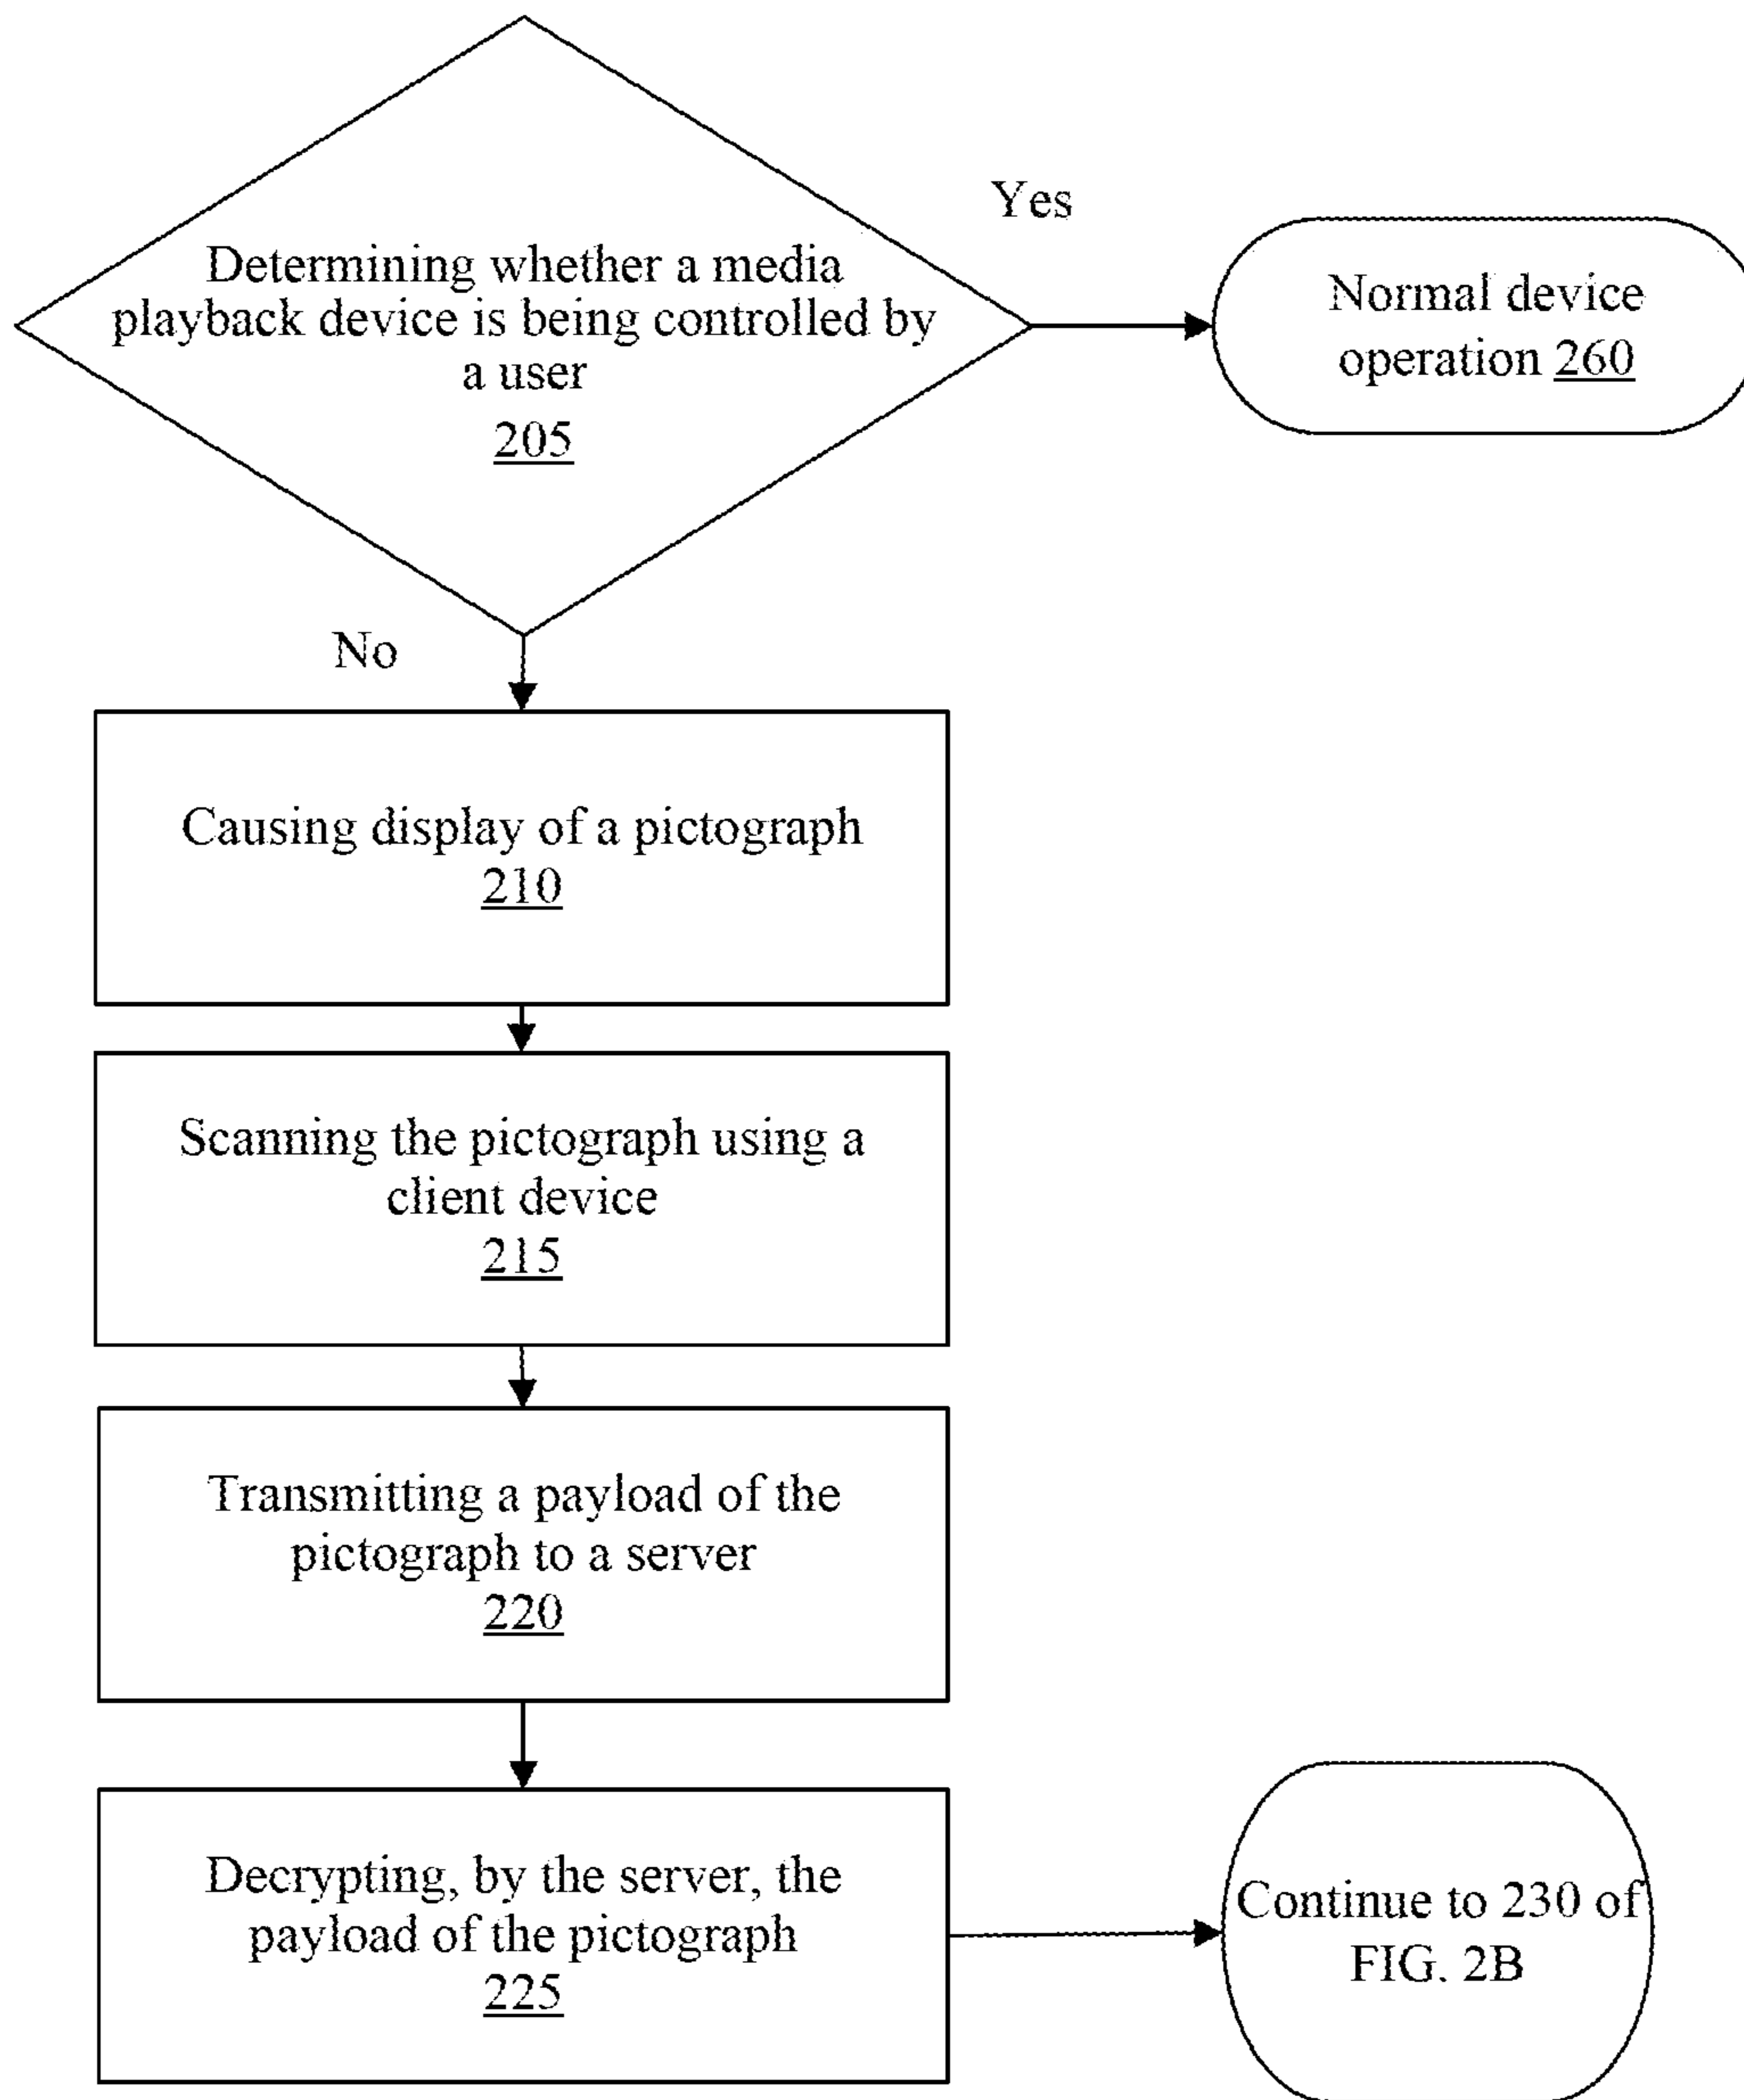 Determining whether a media
playback device is being controlled by
a user
205
Yes
Normal device
operation 260
No
Causing display of a pictograph
210
Scanning the pictograph using a
client device
215
Transmitting a payload of the
pictograph to a server
220
Decrypting, by the server, the
payload of the pictograph
225
Continue to 230 of
FIG. 2B